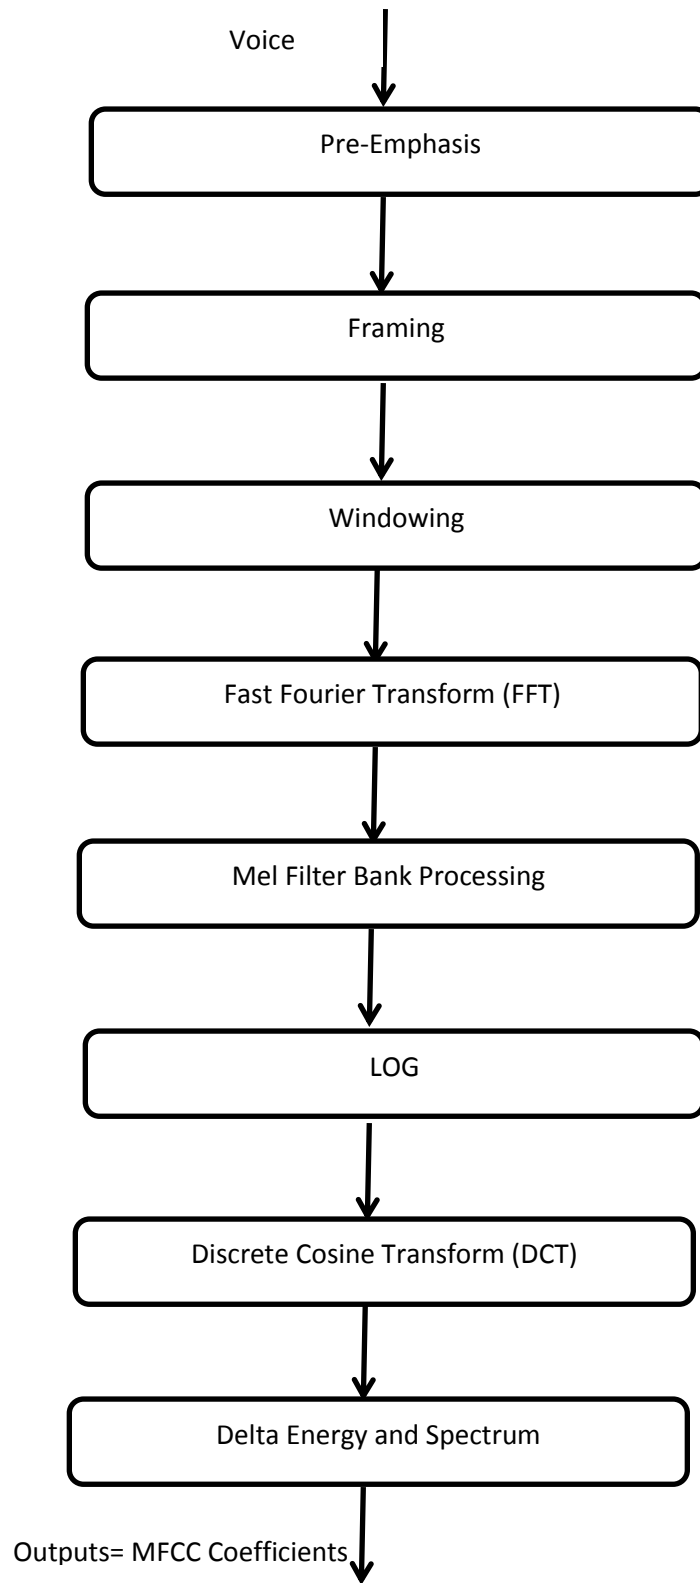 Voice
Pre-Emphasis
Framing
Windowing
Fast Fourier Transform (FFT)
Mel Filter Bank Processing
LOG
Discrete Cosine Transform (DCT)
Delta Energy and Spectrum
Outputs= MFCC Coefficients